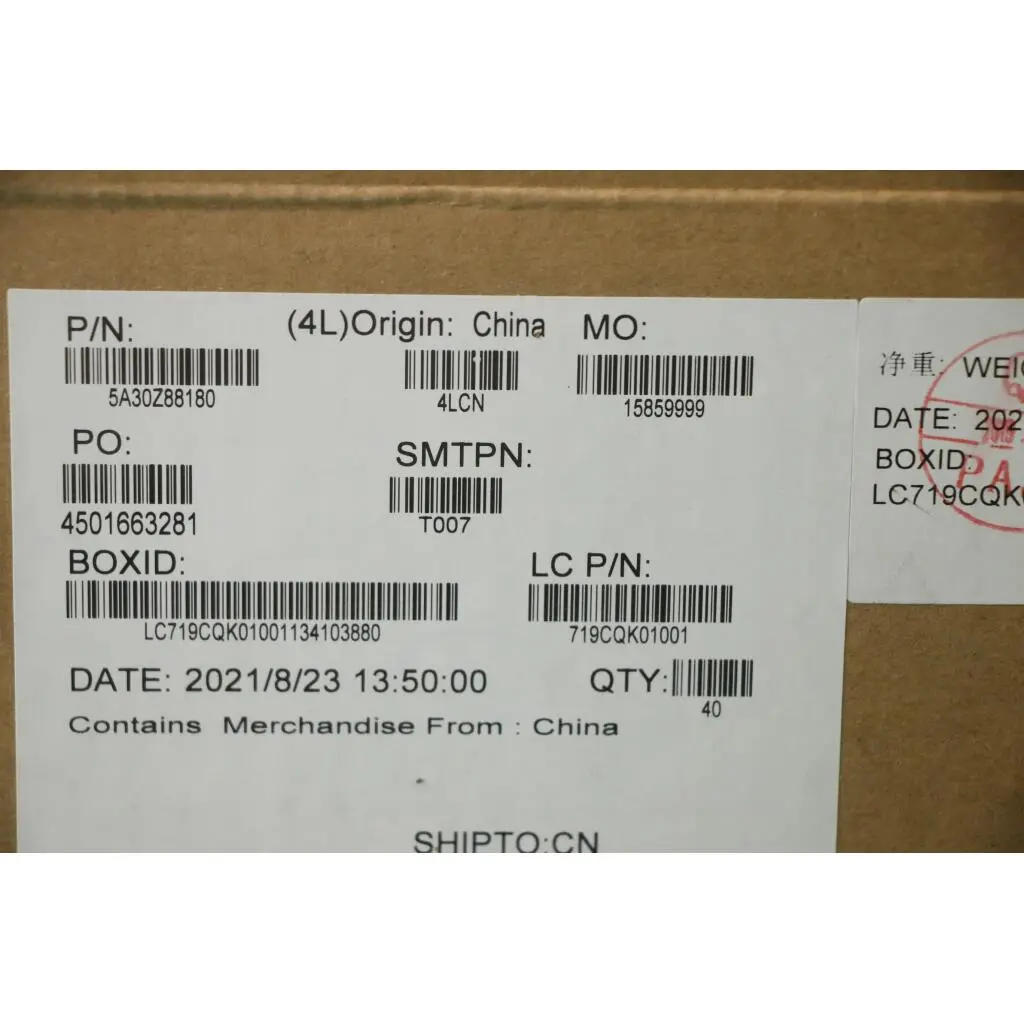 P/N: (4L)Origin: China MO:
5A30Z88180 4LCN 15859999
PO: SMTPN:
4501663281 T007
BOXID: LC P/N:
LC719CQK01001134103880 719CQK01001
DATE: 2021/8/23 13:50:00 QTY:
40
Contains Merchandise From : China
SHIPTO:CN
净重:
DATE:
BOXID: